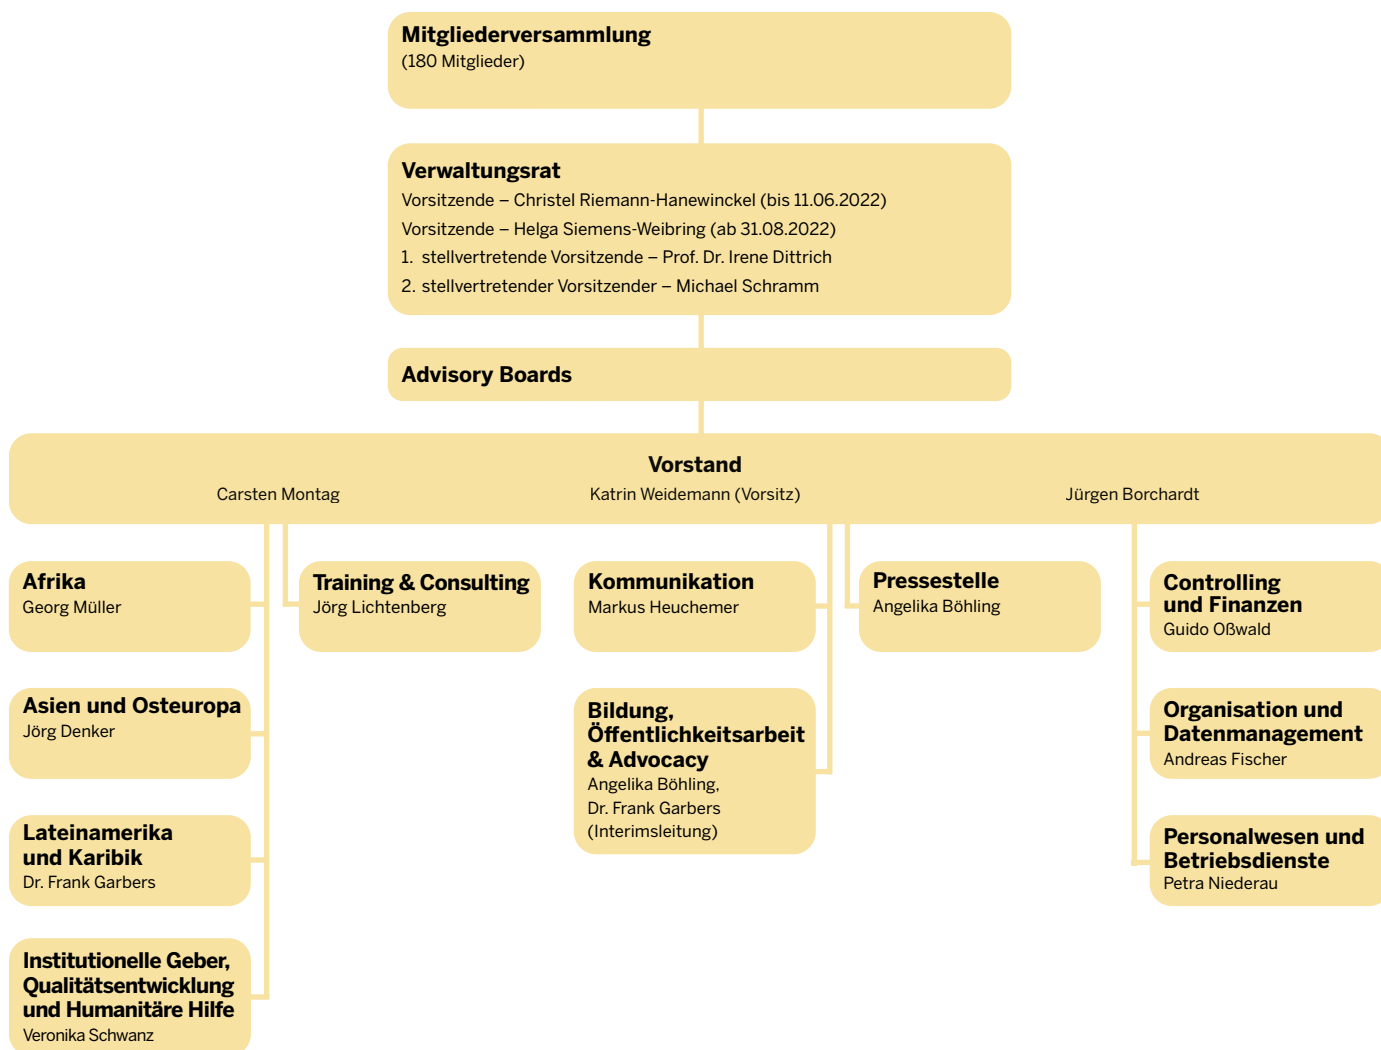 Mitgliederversammlung
(180 Mitglieder)
Verwaltungsrat
Vorsitzende – Christel Riemann-Hanewinckel (bis 11.06.2022)
Vorsitzende – Helga Siemens-Weibring (ab 31.08.2022)
1. stellvertretende Vorsitzende – Prof. Dr. Irene Dittrich
2. stellvertretender Vorsitzender – Michael Schramm
Advisory Boards
Vorstand
Carsten Montag
Katrin Weidemann (Vorsitz)
Jürgen Borchardt
Afrika
Georg Müller
Training & Consulting
Jörg Lichtenberg
Kommunikation
Markus Heuchemer
Pressestelle
Angelika Böhling
Controlling
und Finanzen
Guido Oßwald
Asien und Osteuropa
Jörg Denker
Bildung,
Öffentlichkeitsarbeit
& Advocacy
Angelika Böhling,
Dr. Frank Garbers
(Interimsleitung)
Organisation und
Datenmanagement
Andreas Fischer
Lateinamerika
und Karibik
Dr. Frank Garbers
Personalwesen und
Betriebsdienste
Petra Niederau
Institutionelle Geber,
Qualitätsentwicklung
und Humanitäre Hilfe
Veronika Schwanz